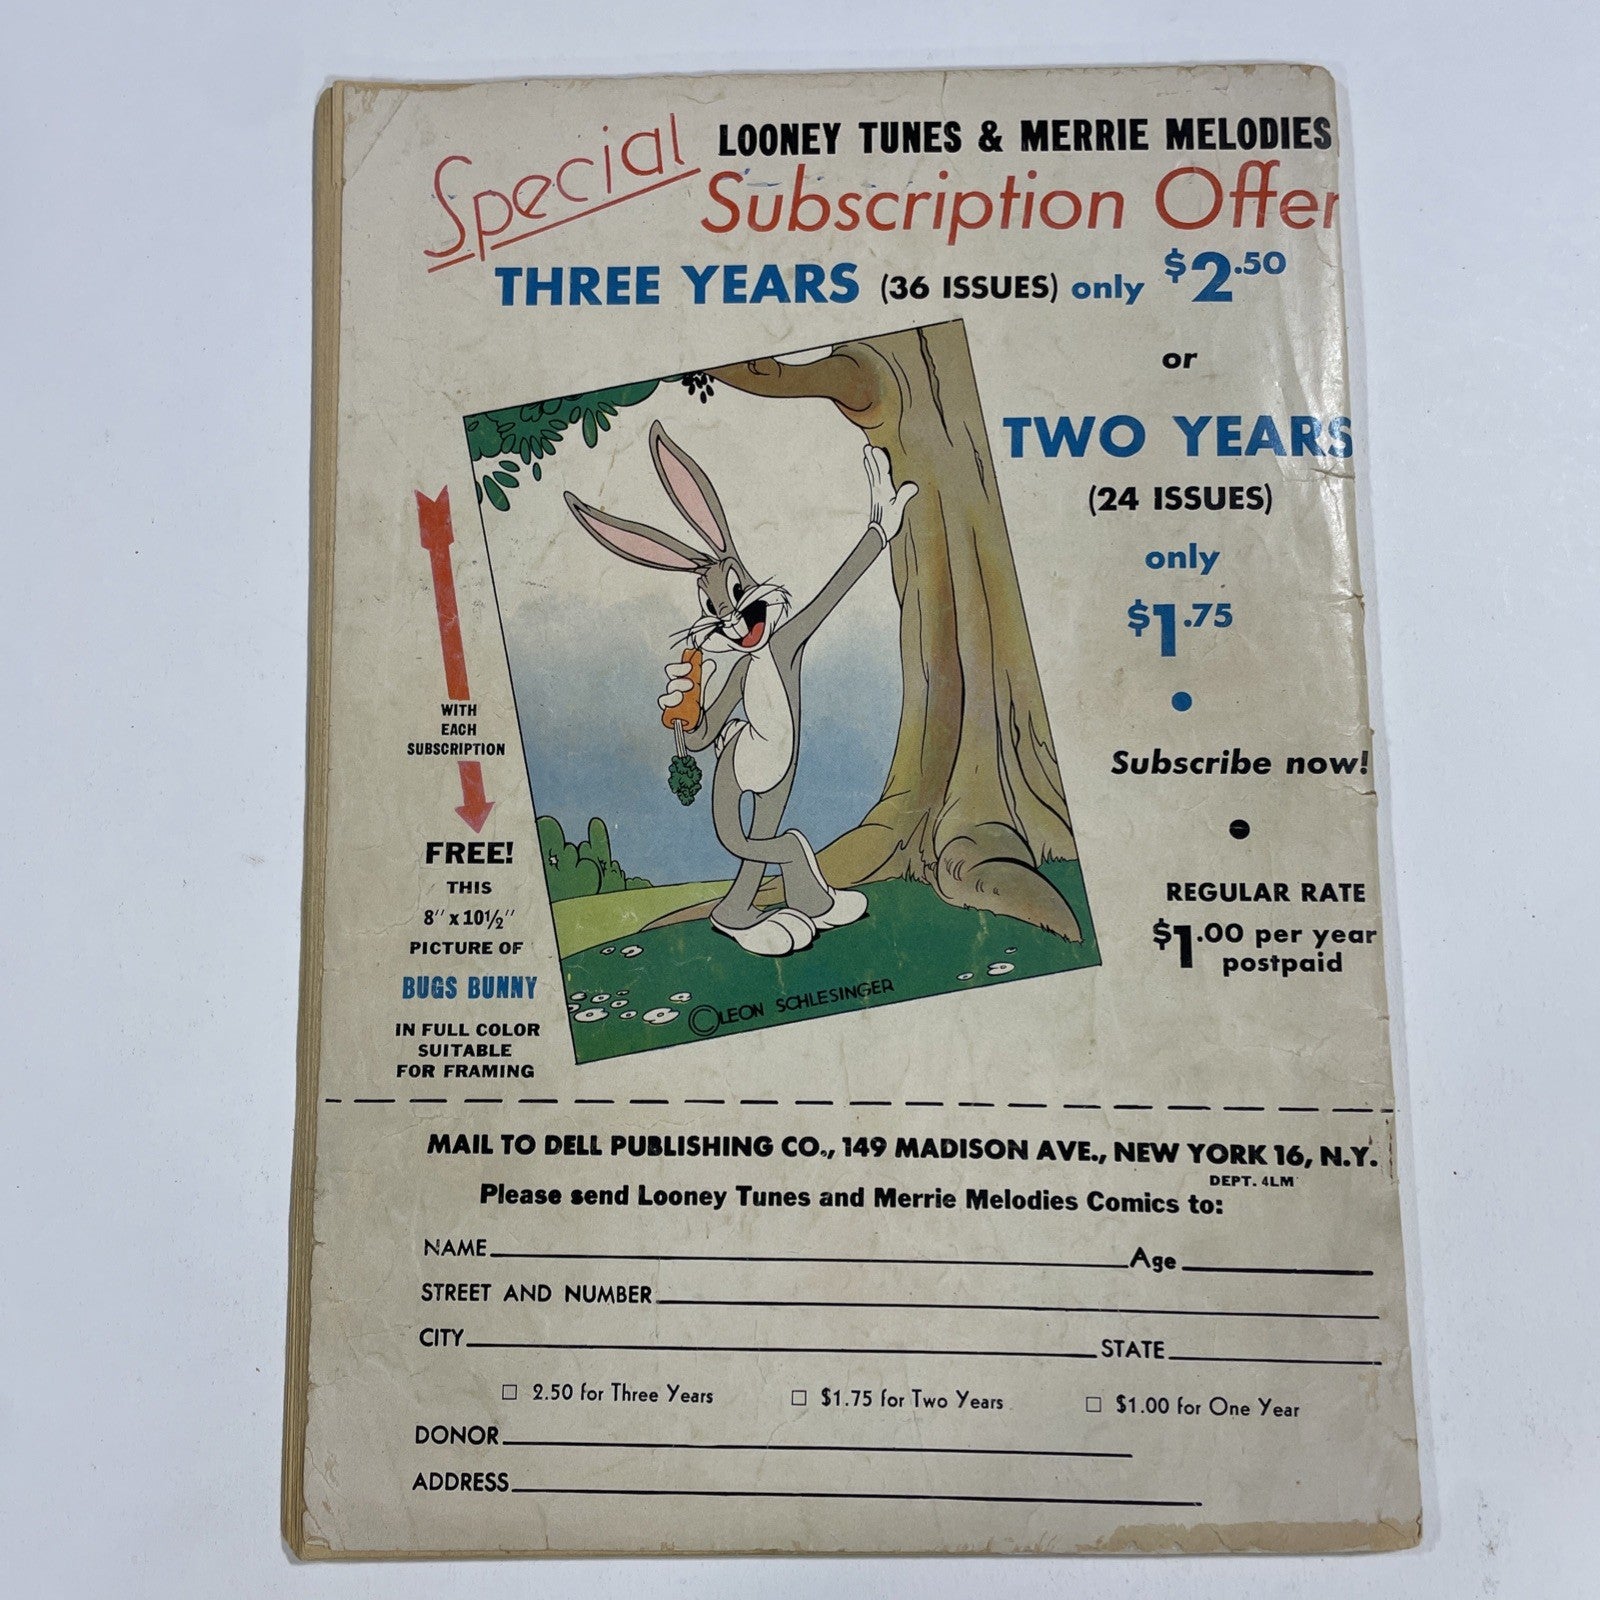 Special
LOONEY TUNES & MERRIE MELODIES
Subscription Offer
THREE YEARS (36 ISSUES) only $2.50
or
TWO YEARS
(24 ISSUES)
only
$1.75
Subscribe now!
REGULAR RATE
$1.00 per year
postpaid
WITH
EACH
SUBSCRIPTION
FREE!
THIS
8" x 10½"
PICTURE OF
BUGS BUNNY
IN FULL COLOR
SUITABLE
FOR FRAMING
©LEON SCHLESINGER
MAIL TO DELL PUBLISHING CO., 149 MADISON AVE., NEW YORK 16, N.Y.
DEPT. 4LM
Please send Looney Tunes and Merrie Melodies Comics to:
NAME Age
STREET AND NUMBER
CITY STATE
□ 2.50 for Three Years □ $1.75 for Two Years □ $1.00 for One Year
DONOR
ADDRESS